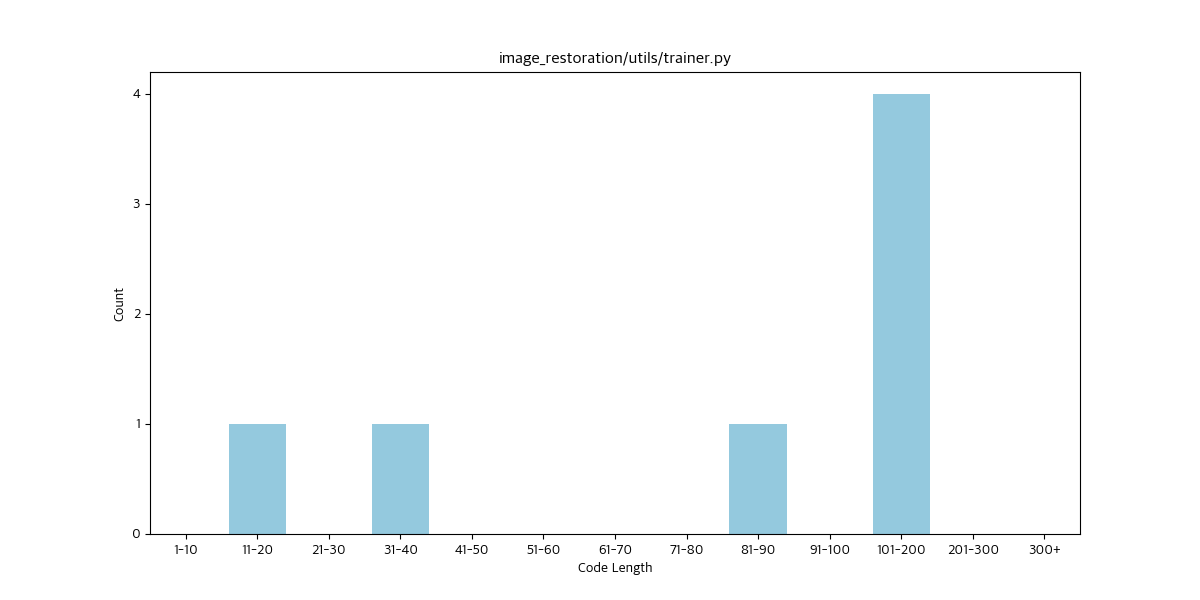 image_restoration/utils/trainer.py
4
3
2
1
0
Count
1-10 11-20 21-30 31-40 41-50 51-60 61-70 71-80 81-90 91-100 101-200 201-300 300+
Code Length